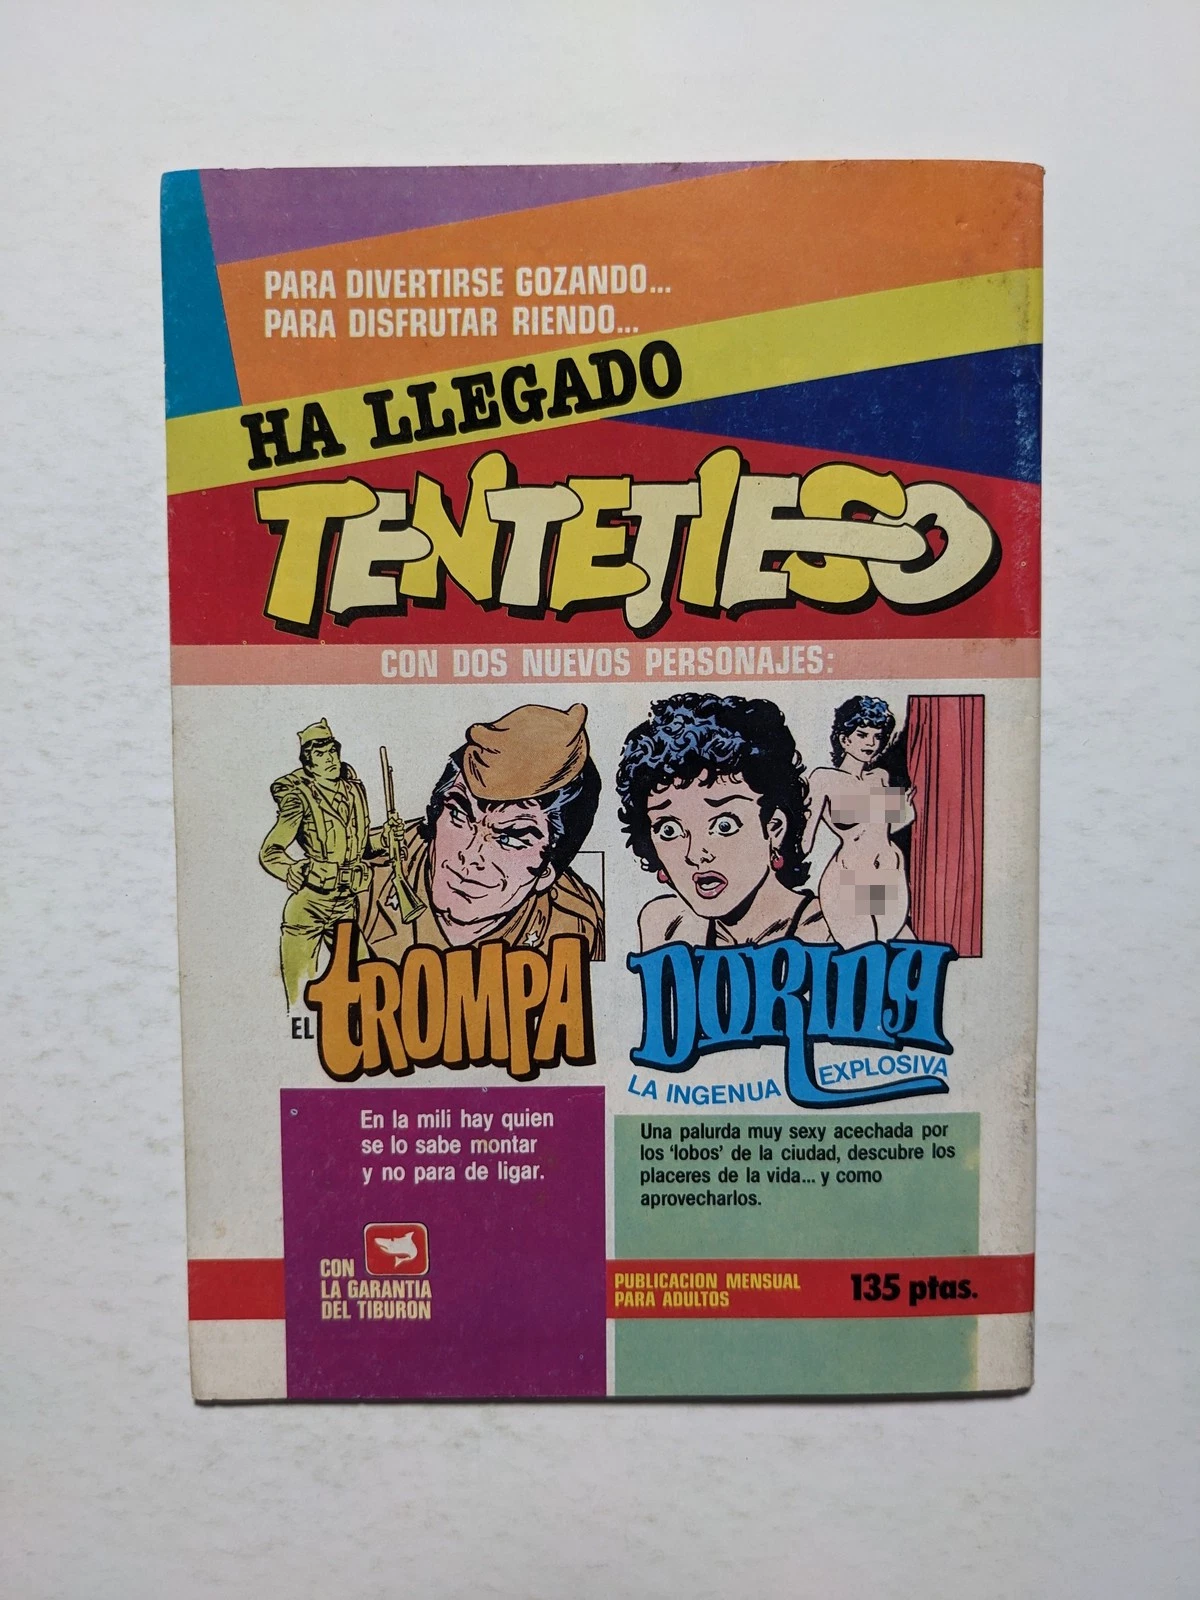 PARA DIVERTIRSE GOZANDO...
PARA DISFRUTAR RIENDO...
HA LLEGADO
TENTETIESO
CON DOS NUEVOS PERSONAJES:
EL TROMPA
DORINA
LA INGENUA EXPLOSIVA
En la mili hay quien
se lo sabe montar
y no para de ligar.
Una palurda muy sexy acechada por
los 'lobos' de la ciudad, descubre los
placeres de la vida... y como
aprovecharlos.
CON
LA GARANTIA
DEL TIBURON
PUBLICACION MENSUAL
PARA ADULTOS
135 ptas.